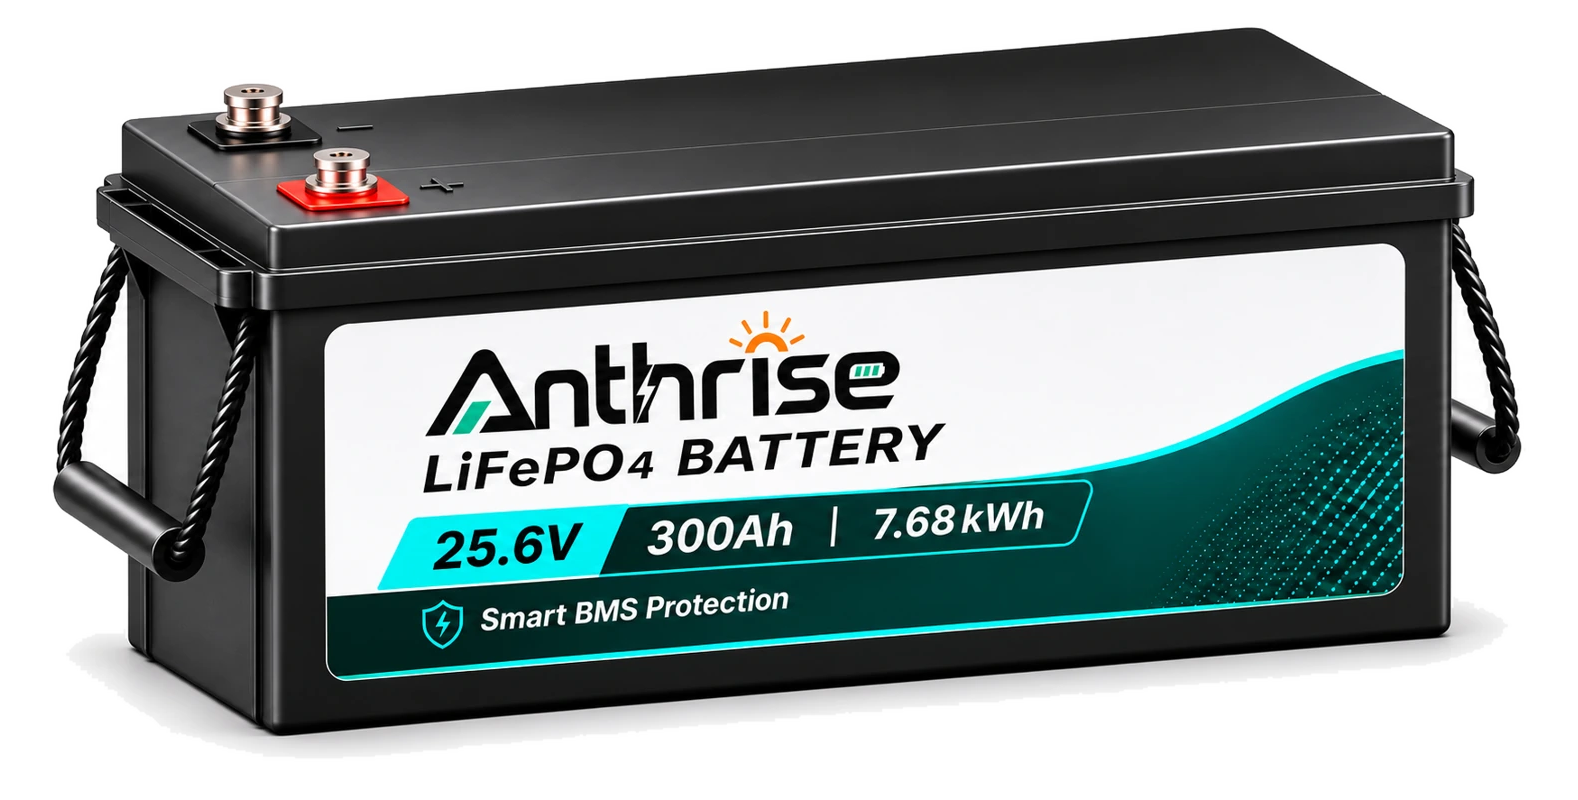 −
+
Anthrise
LiFePO4 BATTERY
25.6V 300Ah | 7.68kWh
Smart BMS Protection